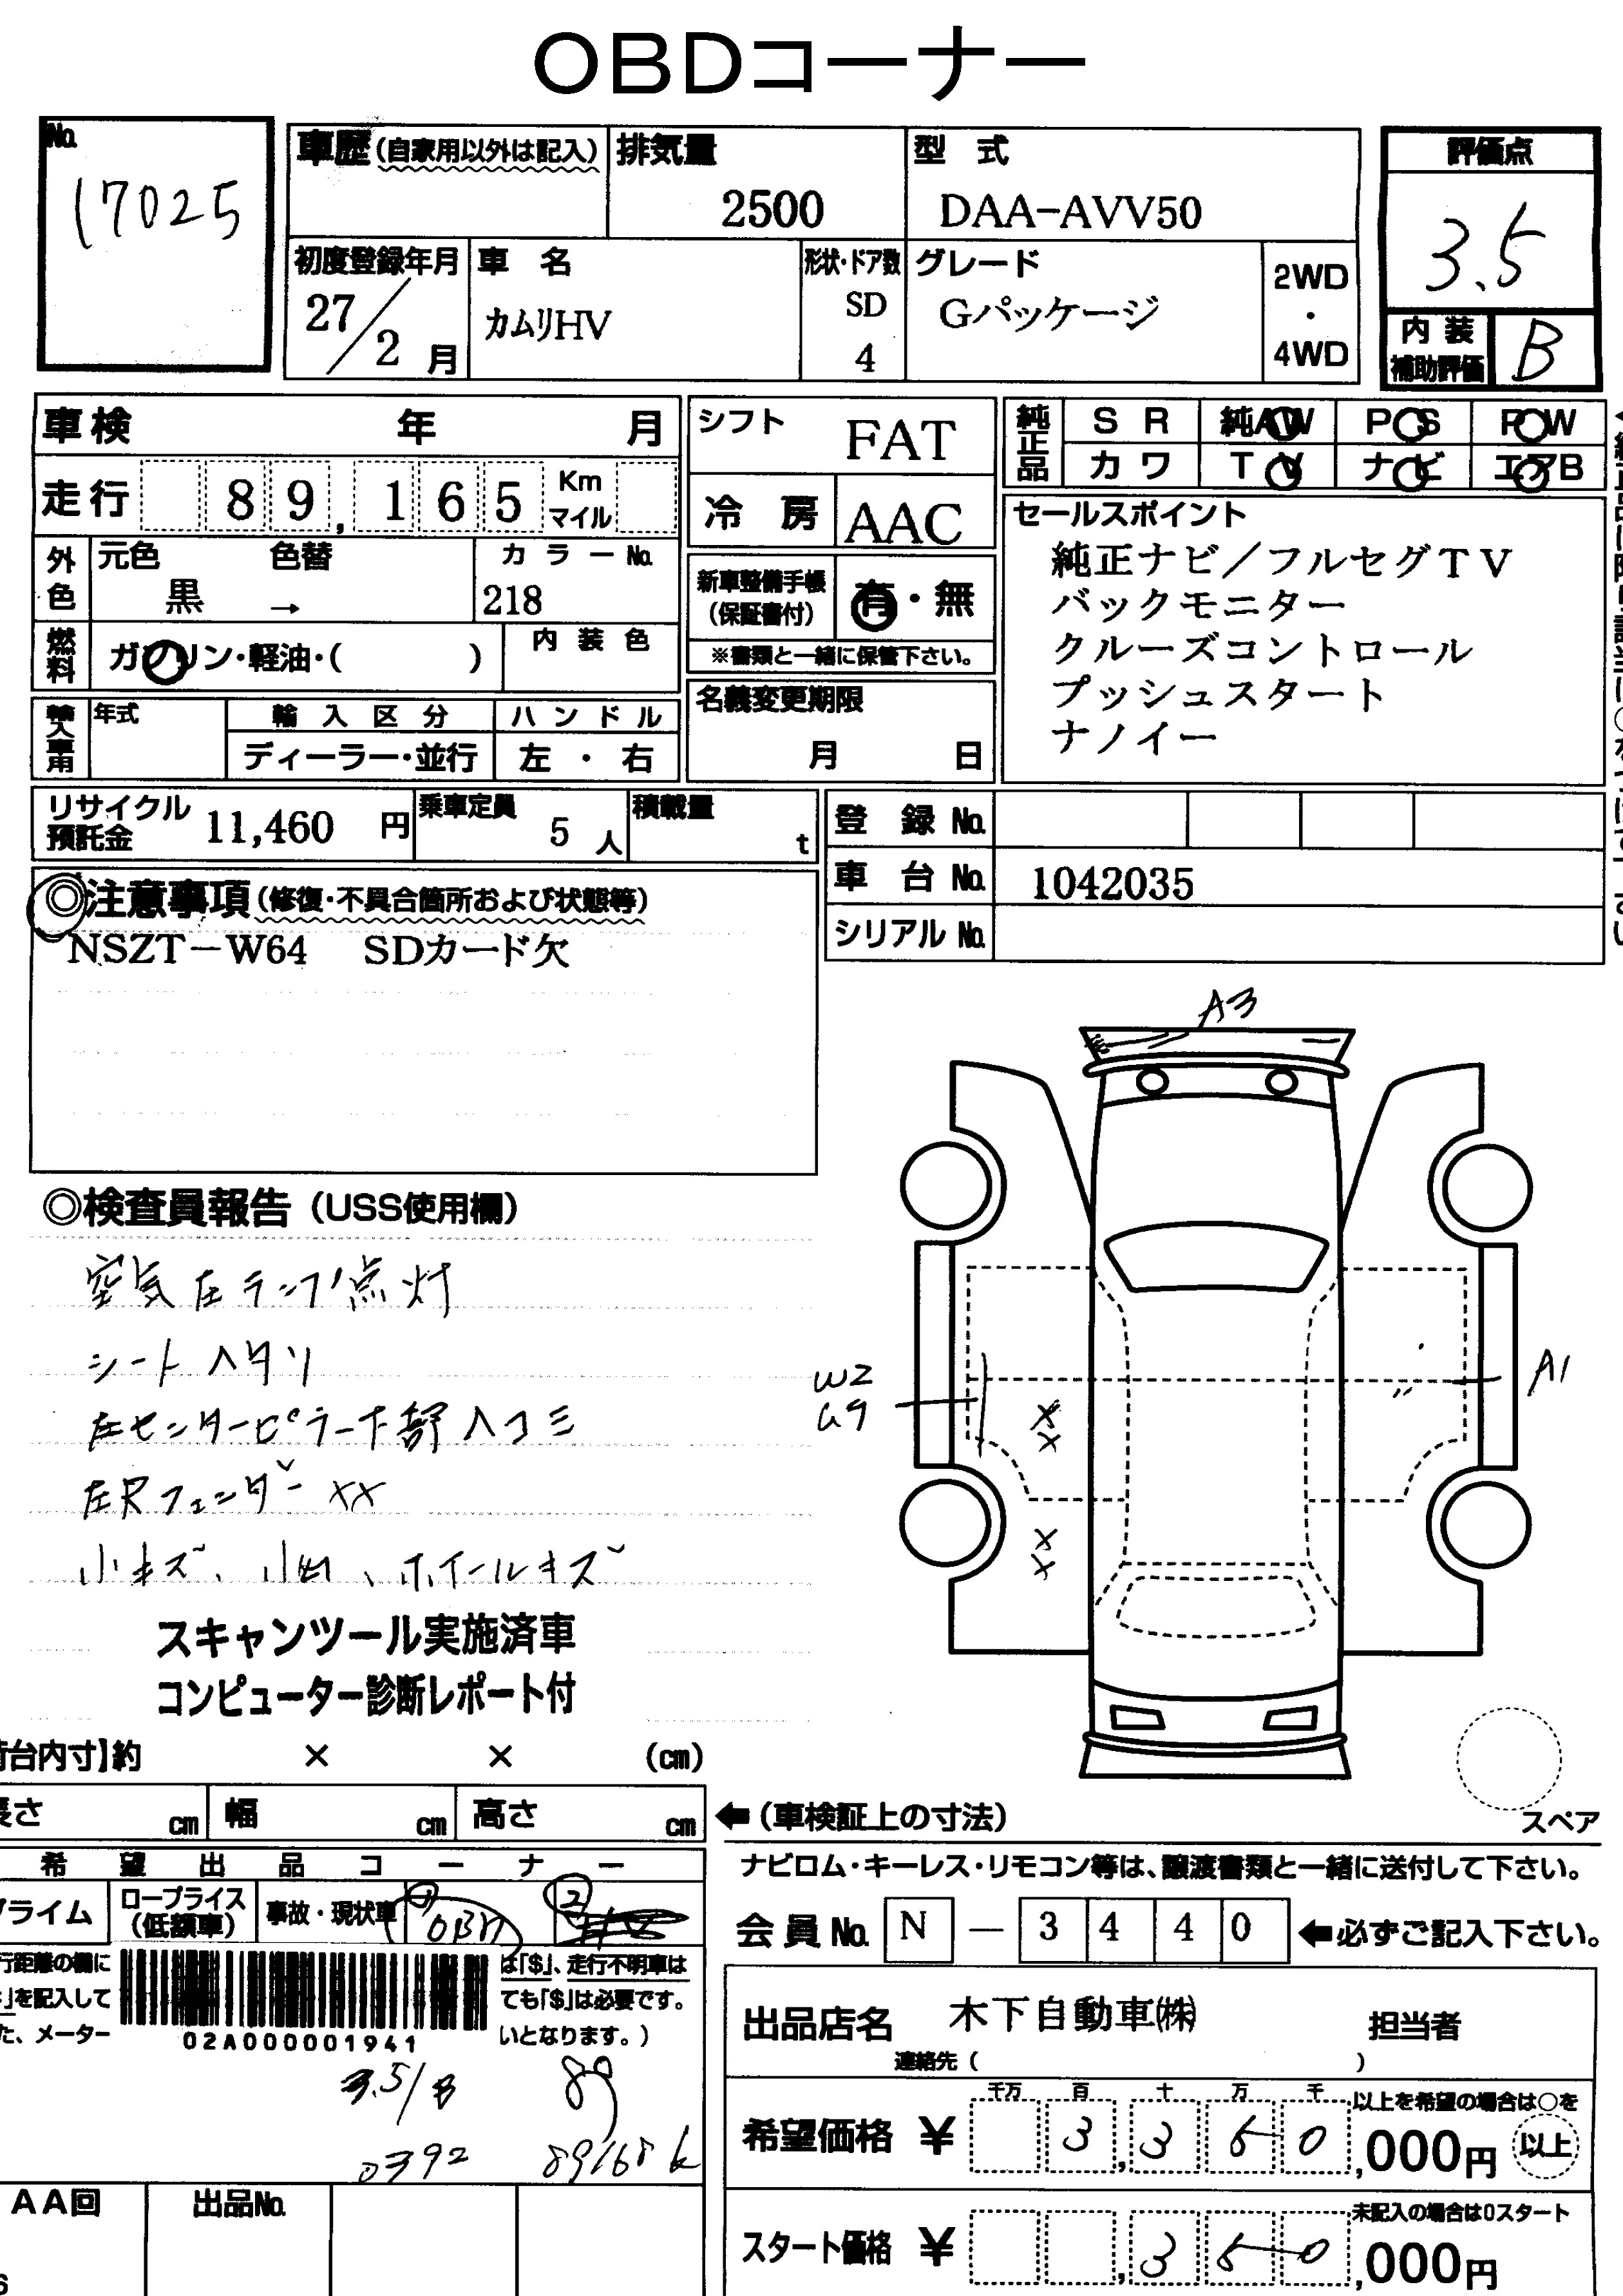 OBDコーナー
No.
17025
車歴(自家用以外は記入)
排気量
2500
型 式
DAA-AVV50
評価点
3.5
初度登録年月
27/2月
車 名
カムリHV
形状・ドア数
SD
4
グレード
Gパッケージ
2WD
・
4WD
内 装
補助評価
B
車検 年 月
シフト
FAT
純正品
S R 純AW PS PW
カワ TV ナビ エアB
走行 89,165 Km
マイル
冷 房
AAC
セールスポイント
純正ナビ/フルセグTV
バックモニター
クルーズコントロール
プッシュスタート
ナノイー
外色
元色 色替 カラーNo.
黒 → 218
新車整備手帳
(保証書付)
有・無
※書類と一緒に保管下さい。
燃料
ガソリン・軽油・( )
内装色
輸入車用
年式
輸入区分
ハンドル
ディーラー・並行
左・右
名義変更期限
月 日
リサイクル
預託金
11,460 円
乗車定員
5 人
積載量
t
登 録 No.
車 台 No. 1042035
シリアル No.
◎注意事項(修復・不具合箇所および状態等)
NSZT-W64 SDカード欠
A3
◎検査員報告(USS使用欄)
空気圧ランプ点灯
シートヘタリ
左センターピラー下部ヘコミ
左Rフェンダー XX
小キズ、小凹、ホイールキズ
W2
A1
X
X
X
X
スキャンツール実施済車
コンピューター診断レポート付
台内寸】約 × × (cm)
さ cm 幅 cm 高さ cm
←(車検証上の寸法)
スペア
希望出品コーナー
ナビロム・キーレス・リモコン等は、譲渡書類と一緒に送付して下さい。
プライム
ロープライス
(低額車)
事故・現状車
① OBD
②
会員No. N-3440 ←必ずご記入下さい。
行距離の欄に
は「$」、走行不明車は
」を記入して
ても「$」は必要です。
た、メーター
いとなります。)
02A000001941
出品店名 木下自動車㈱ 担当者
連絡先( )
3.5/B
89
0392
89168k
千万 百 十 万 千
以上を希望の場合は○を
希望価格 ¥ 3,350,000円 以上
AA回 出品No.
未記入の場合は0スタート
スタート価格 ¥ 350,000円